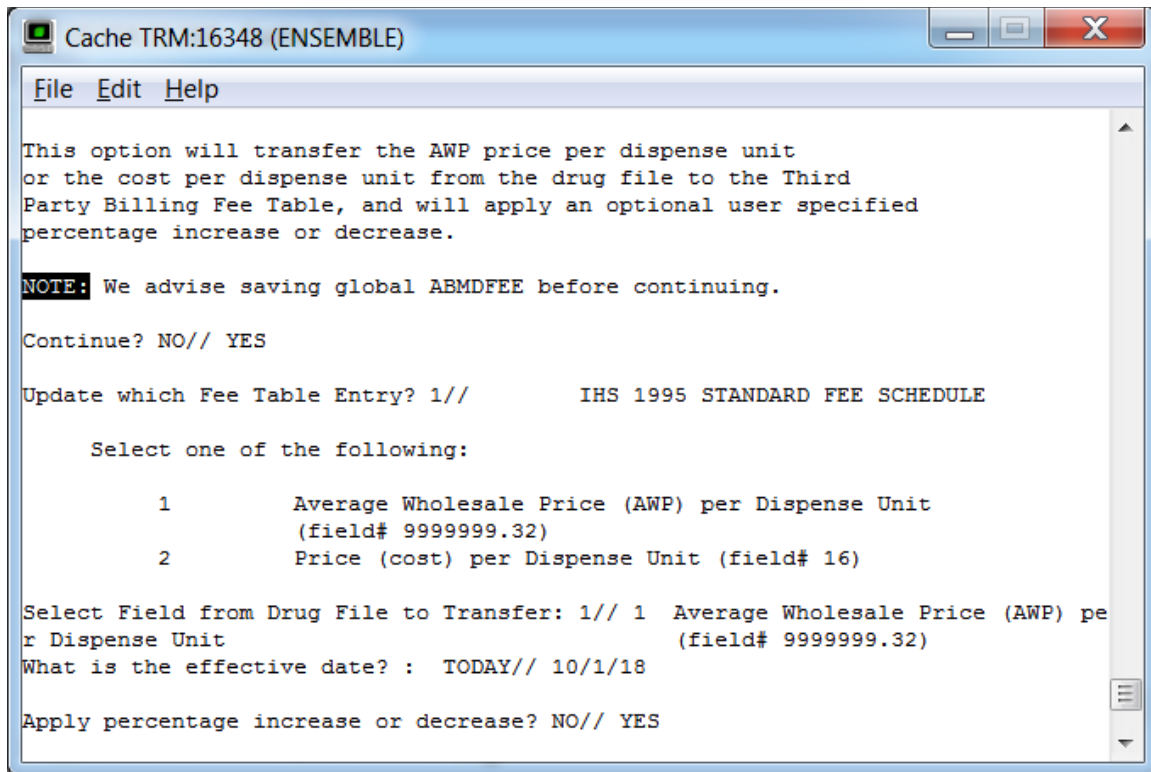 Cache TRM:16348 (ENSEMBLE)
File Edit Help
This option will transfer the AWP price per dispense unit
or the cost per dispense unit from the drug file to the Third
Party Billing Fee Table, and will apply an optional user specified
percentage increase or decrease.
NOTE: We advise saving global ABMDFEE before continuing.
Continue? NO// YES
Update which Fee Table Entry? 1// IHS 1995 STANDARD FEE SCHEDULE
Select one of the following:
1 Average Wholesale Price (AWP) per Dispense Unit
(field# 9999999.32)
2 Price (cost) per Dispense Unit (field# 16)
Select Field from Drug File to Transfer: 1// 1 Average Wholesale Price (AWP) pe
r Dispense Unit (field# 9999999.32)
What is the effective date? : TODAY// 10/1/18
Apply percentage increase or decrease? NO// YES